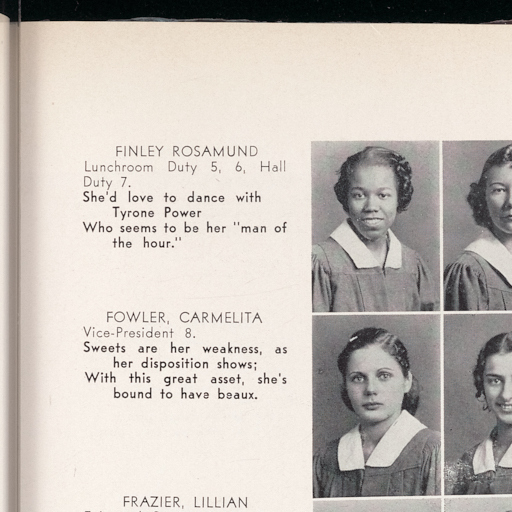 FINLEY ROSAMUND
Lunchroom Duty 5, 6, Hall
Duty 7.
She'd love to dance with
Tyrone Power
Who seems to be her "man of
the hour."
FOWLER, CARMELITA
Vice-President 8.
Sweets are her weakness, as
her disposition shows;
With this great asset, she's
bound to have beaux.
FRAZIER, LILLIAN